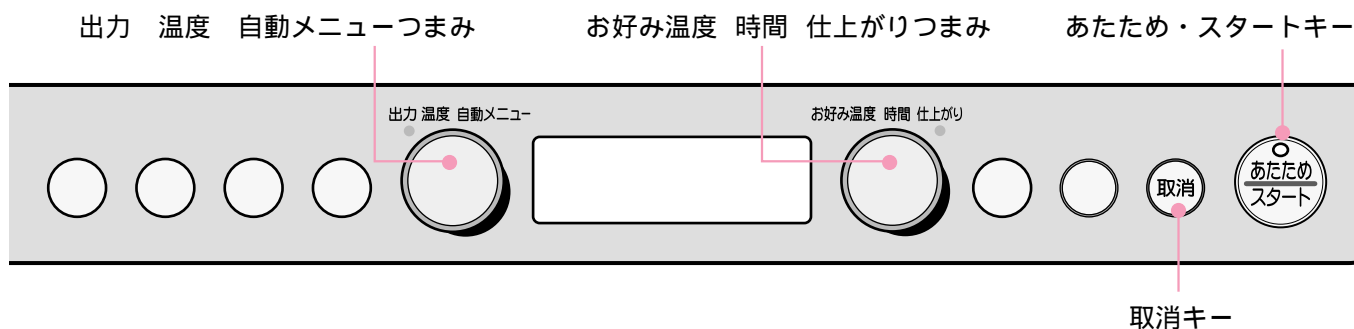 出力　温度　自動メニューつまみ
お好み温度 時間 仕上がりつまみ
あたため・スタートキー
出力 温度 自動メニュー
お好み温度 時間 仕上がり
取消
あたため
スタート
取消キー